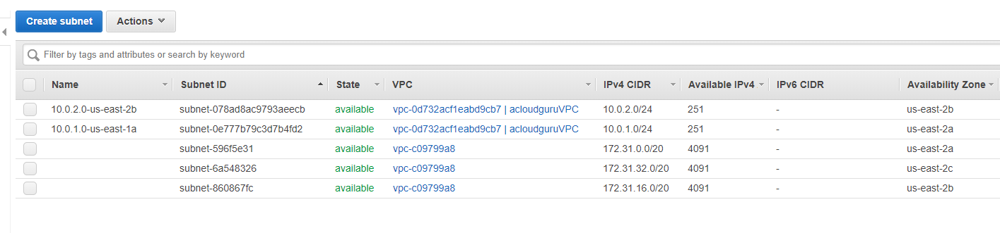 Create subnet Actions
Filter by tags and attributes or search by keyword
Name Subnet ID State VPC IPv4 CIDR Available IPv4 IPv6 CIDR Availability Zone
10.0.2.0-us-east-2b subnet-078ad8ac9793aeecb available vpc-0d732acf1eabd9cb7 | acloudguruVPC 10.0.2.0/24 251 - us-east-2b
10.0.1.0-us-east-1a subnet-0e777b79c3d7b4fd2 available vpc-0d732acf1eabd9cb7 | acloudguruVPC 10.0.1.0/24 251 - us-east-2a
subnet-596f5e31 available vpc-c09799a8 172.31.0.0/20 4091 - us-east-2a
subnet-6a548326 available vpc-c09799a8 172.31.32.0/20 4091 - us-east-2c
subnet-860867fc available vpc-c09799a8 172.31.16.0/20 4091 - us-east-2b